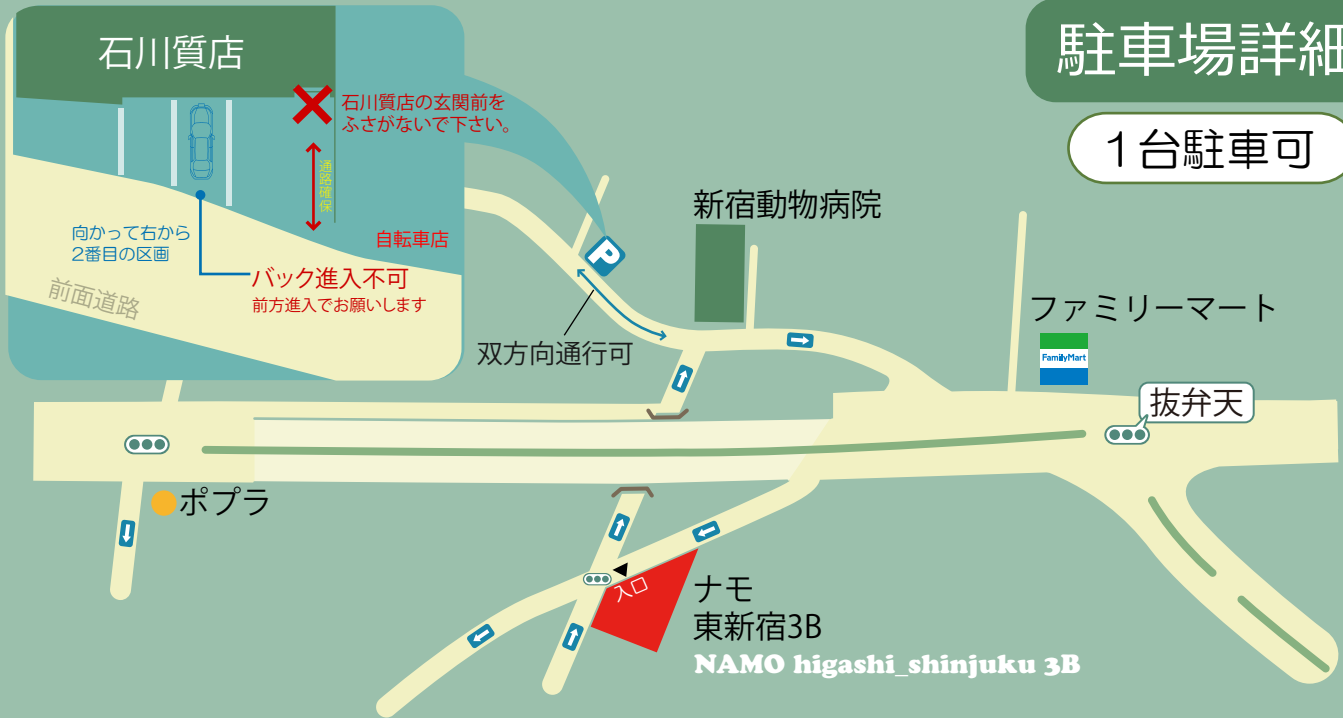 石川質店
石川質店の玄関前を
ふさがないで下さい。
通路確保
自転車店
向かって右から
2番目の区画
バック進入不可
前方進入でお願いします
前面道路
駐車場詳細
1台駐車可
新宿動物病院
P
双方向通行可
ファミリーマート
FamilyMart
抜弁天
ポプラ
入口
ナモ
東新宿3B
NAMO higashi_shinjuku 3B